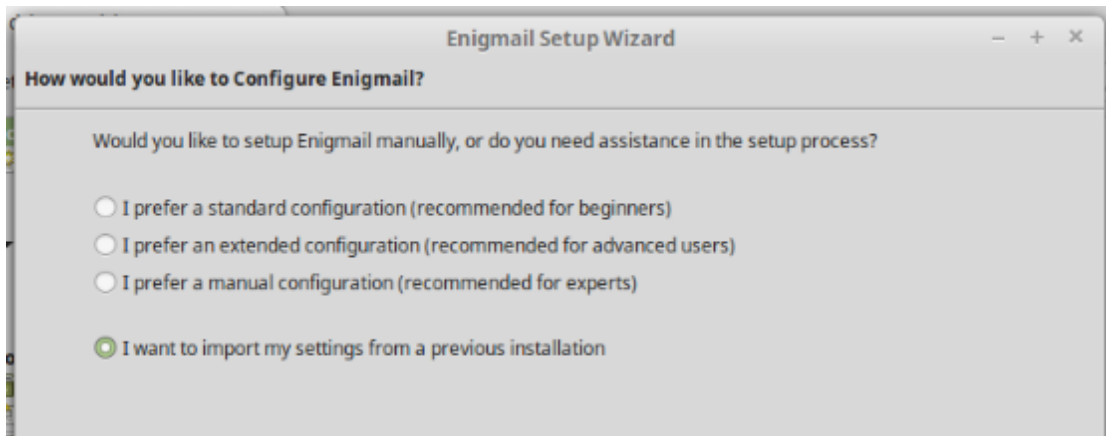 Enigmail Setup Wizard
How would you like to Configure Enigmail?
Would you like to setup Enigmail manually, or do you need assistance in the setup process?
I prefer a standard configuration (recommended for beginners)
I prefer an extended configuration (recommended for advanced users)
I prefer a manual configuration (recommended for experts)
I want to import my settings from a previous installation